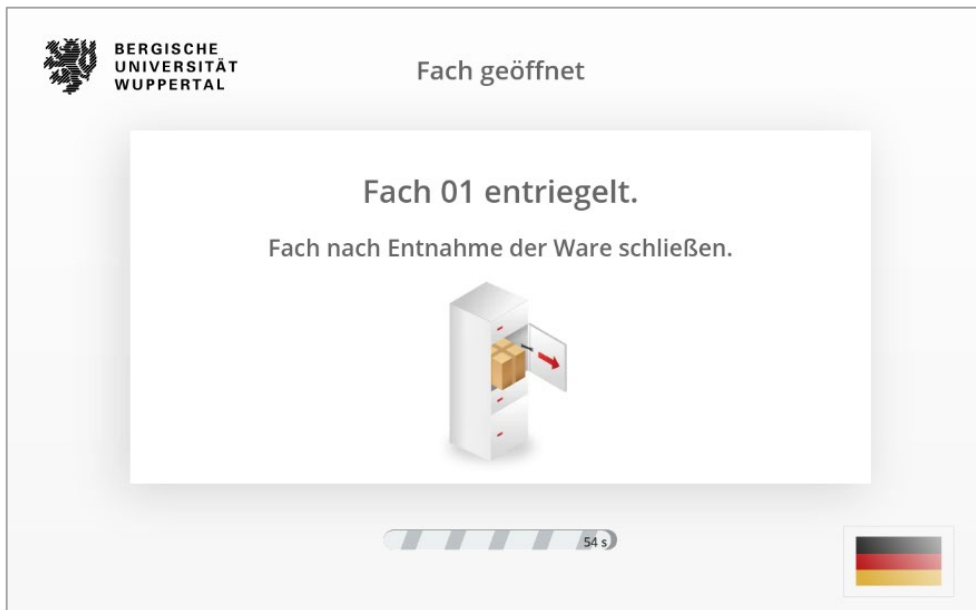 BERGISCHE
UNIVERSITÄT
WUPPERTAL
Fach geöffnet
Fach 01 entriegelt.
Fach nach Entnahme der Ware schließen.
54 s